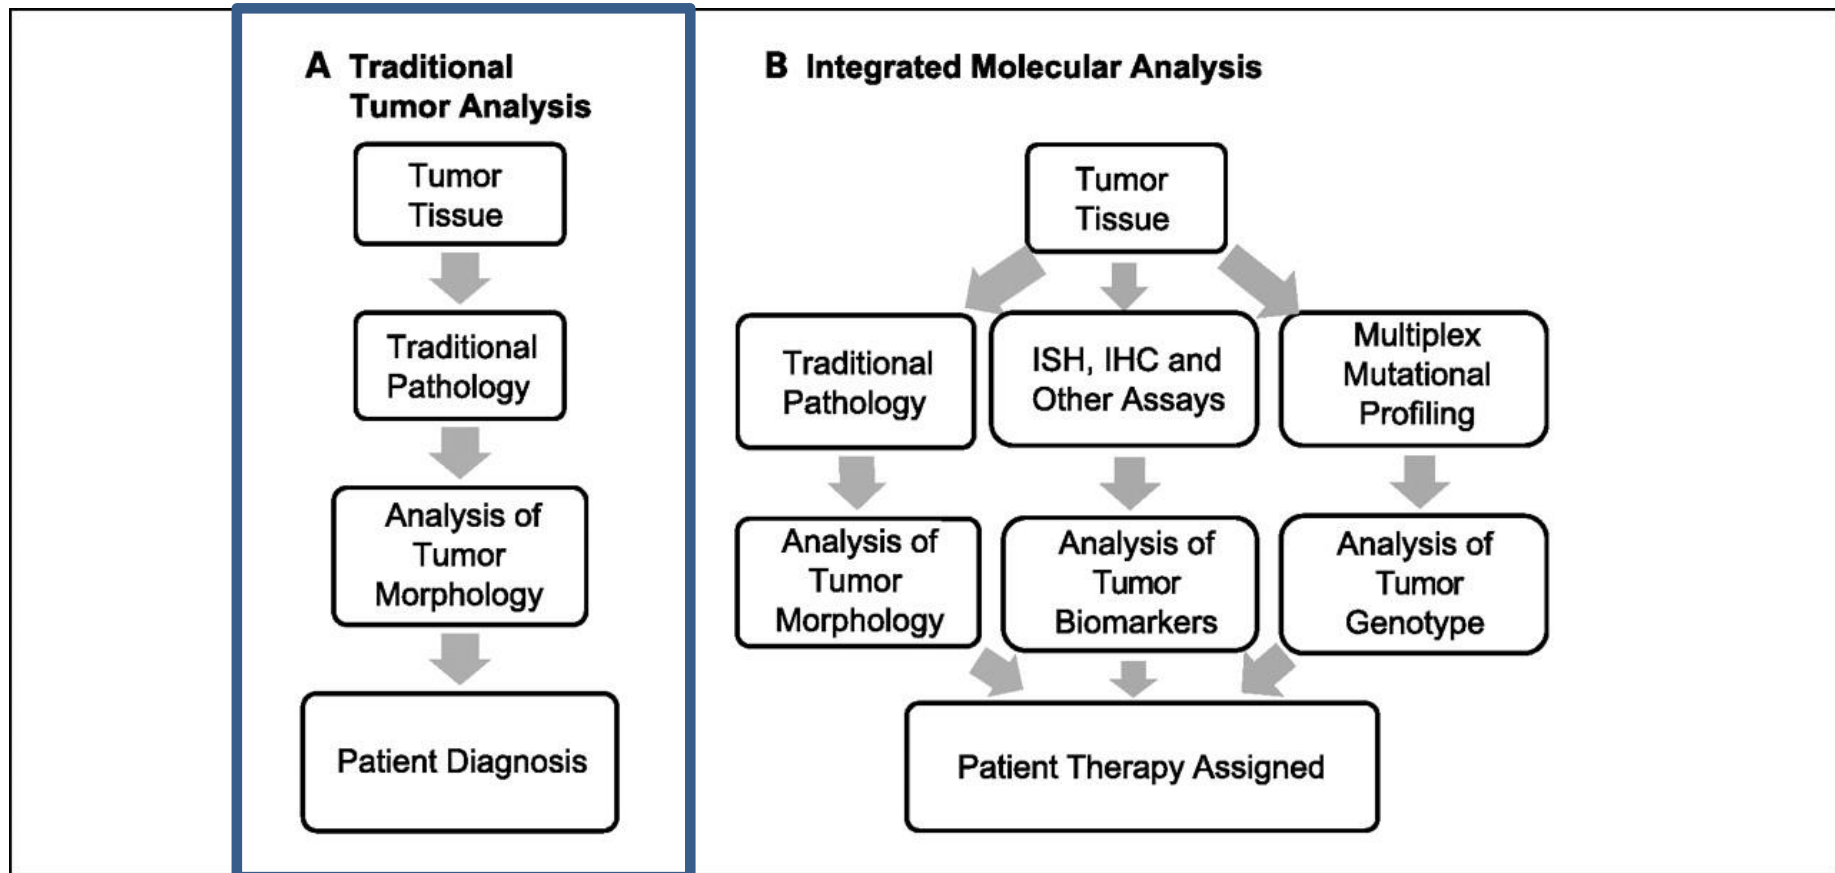 A Traditional
Tumor Analysis
Tumor
Tissue
Traditional
Pathology
Analysis of
Tumor
Morphology
Patient Diagnosis
B Integrated Molecular Analysis
Tumor
Tissue
Traditional
Pathology
ISH, IHC and
Other Assays
Multiplex
Mutational
Profiling
Analysis of
Tumor
Morphology
Analysis of
Tumor
Biomarkers
Analysis of
Tumor
Genotype
Patient Therapy Assigned